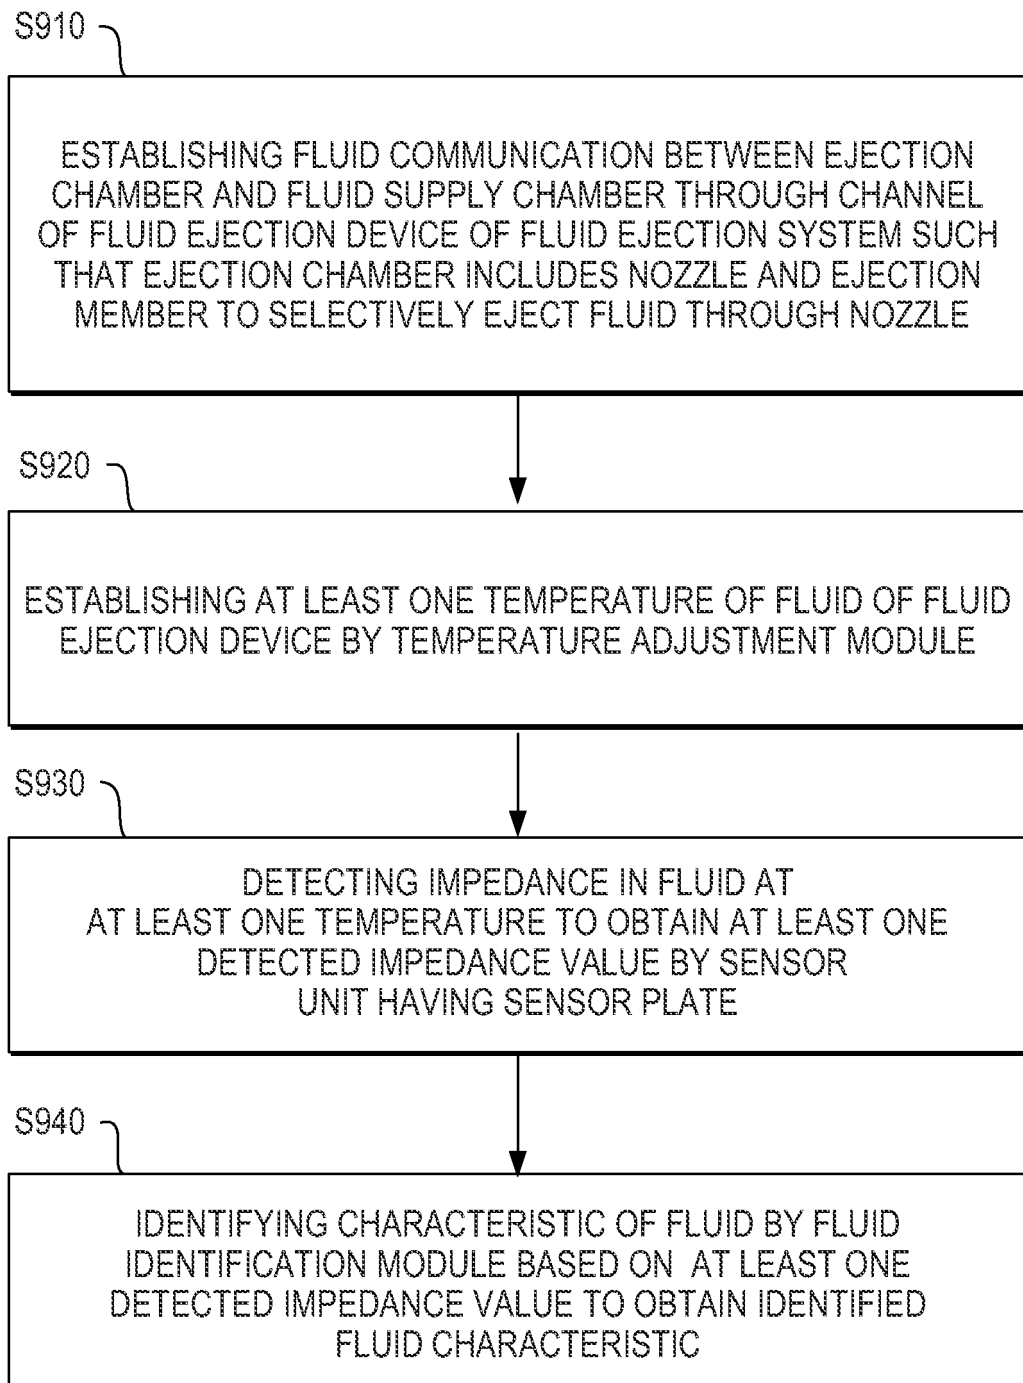 S910
ESTABLISHING FLUID COMMUNICATION BETWEEN EJECTION
CHAMBER AND FLUID SUPPLY CHAMBER THROUGH CHANNEL
OF FLUID EJECTION DEVICE OF FLUID EJECTION SYSTEM SUCH
THAT EJECTION CHAMBER INCLUDES NOZZLE AND EJECTION
MEMBER TO SELECTIVELY EJECT FLUID THROUGH NOZZLE
S920
ESTABLISHING AT LEAST ONE TEMPERATURE OF FLUID OF FLUID
EJECTION DEVICE BY TEMPERATURE ADJUSTMENT MODULE
S930
DETECTING IMPEDANCE IN FLUID AT
AT LEAST ONE TEMPERATURE TO OBTAIN AT LEAST ONE
DETECTED IMPEDANCE VALUE BY SENSOR
UNIT HAVING SENSOR PLATE
S940
IDENTIFYING CHARACTERISTIC OF FLUID BY FLUID
IDENTIFICATION MODULE BASED ON AT LEAST ONE
DETECTED IMPEDANCE VALUE TO OBTAIN IDENTIFIED
FLUID CHARACTERISTIC